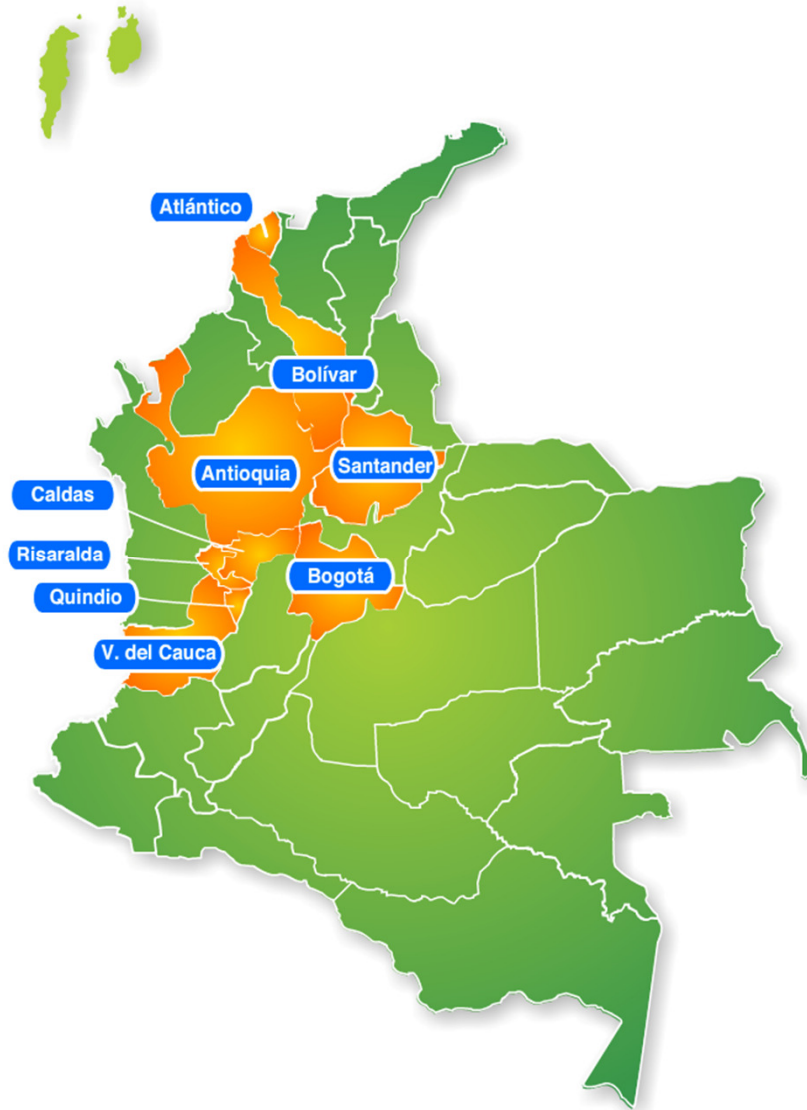 Atlántico
Bolívar
Santander
Antioquia
Caldas
Risaralda
Bogotá
Quindio
V. del Cauca